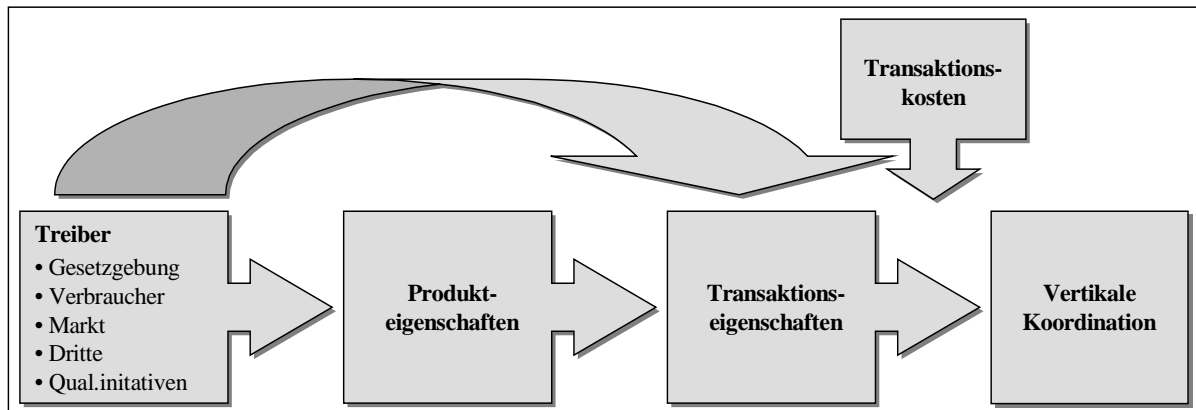 Transaktions-
kosten
Treiber
• Gesetzgebung
• Verbraucher
• Markt
• Dritte
• Qual.initativen
Produkt-
eigenschaften
Transaktions-
eigenschaften
Vertikale
Koordination